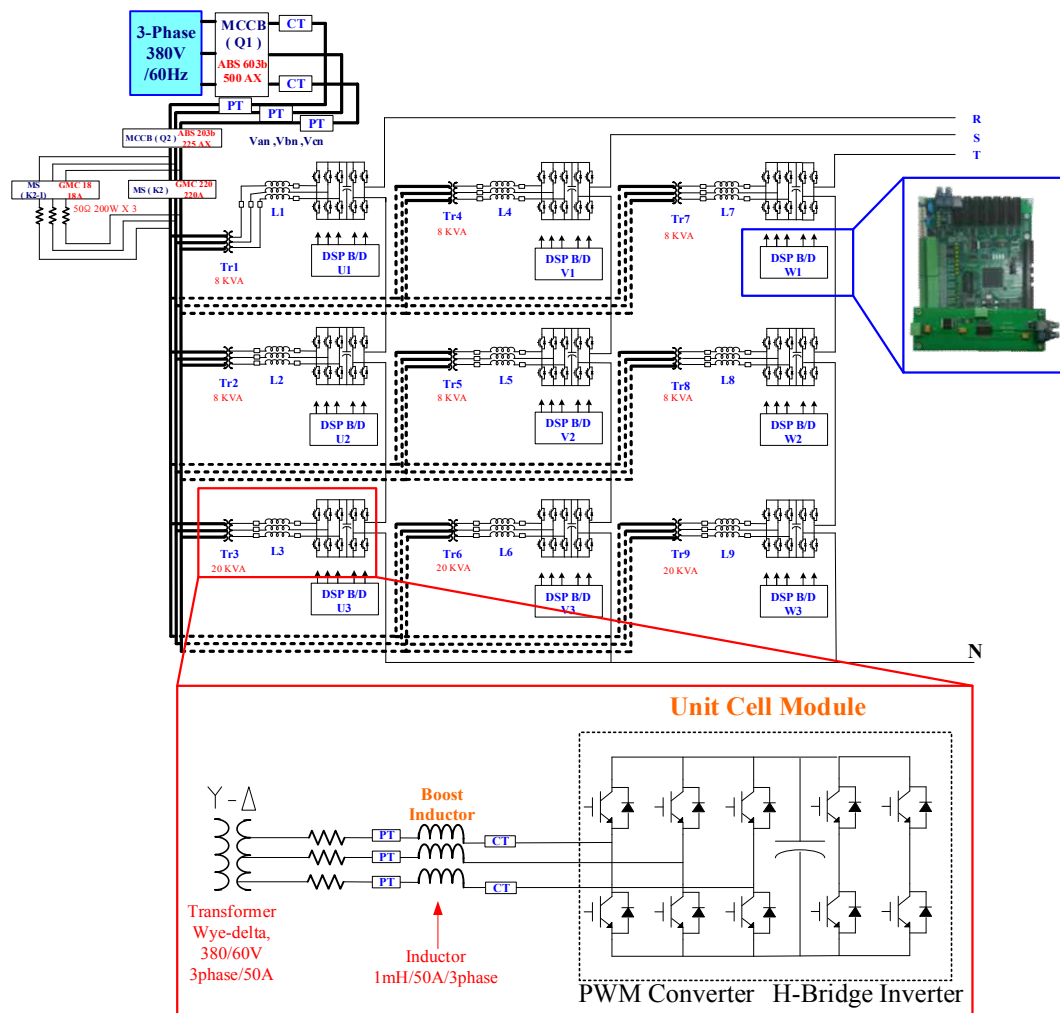 3-Phase
380V
/60Hz
MCCB
( Q1 )
ABS 603b
500 AX
CT
CT
PT
PT
PT
Van ,Vbn ,Vcn
MCCB ( Q2 )
ABS 203b
225 AX
MS
(K2-1)
GMC 18
18A
MS ( K2 )
GMC 220
220A
50Ω 200W X 3
R
S
T
L1
Tr1
8 KVA
DSP B/D
U1
Tr4
8 KVA
L4
DSP B/D
V1
Tr7
8 KVA
L7
DSP B/D
W1
Tr2
8 KVA
L2
DSP B/D
U2
Tr5
8 KVA
L5
DSP B/D
V2
Tr8
8 KVA
L8
DSP B/D
W2
Tr3
20 KVA
L3
DSP B/D
U3
Tr6
20 KVA
L6
DSP B/D
V3
Tr9
20 KVA
L9
DSP B/D
W3
N
Unit Cell Module
Y - Δ
Boost
Inductor
PT
PT
PT
CT
CT
Transformer
Wye-delta,
380/60V
3phase/50A
Inductor
1mH/50A/3phase
PWM Converter
H-Bridge Inverter